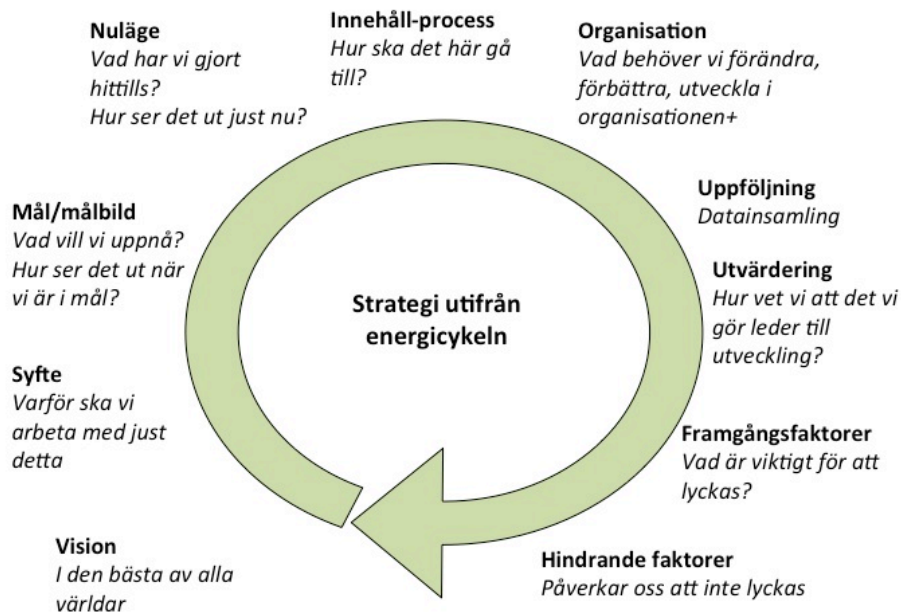 Nuläge
Vad har vi gjort
hittills?
Hur ser det ut just nu?
Innehåll-process
Hur ska det här gå
till?
Organisation
Vad behöver vi förändra,
förbättra, utveckla i
organisationen+
Uppföljning
Datainsamling
Utvärdering
Hur vet vi att det vi
gör leder till
utveckling?
Framgångsfaktorer
Vad är viktigt för att
lyckas?
Hindrande faktorer
Påverkar oss att inte lyckas
Vision
I den bästa av alla
världar
Syfte
Varför ska vi
arbeta med just
detta
Mål/målbild
Vad vill vi uppnå?
Hur ser det ut när
vi är i mål?
Strategi utifrån
energicykeln